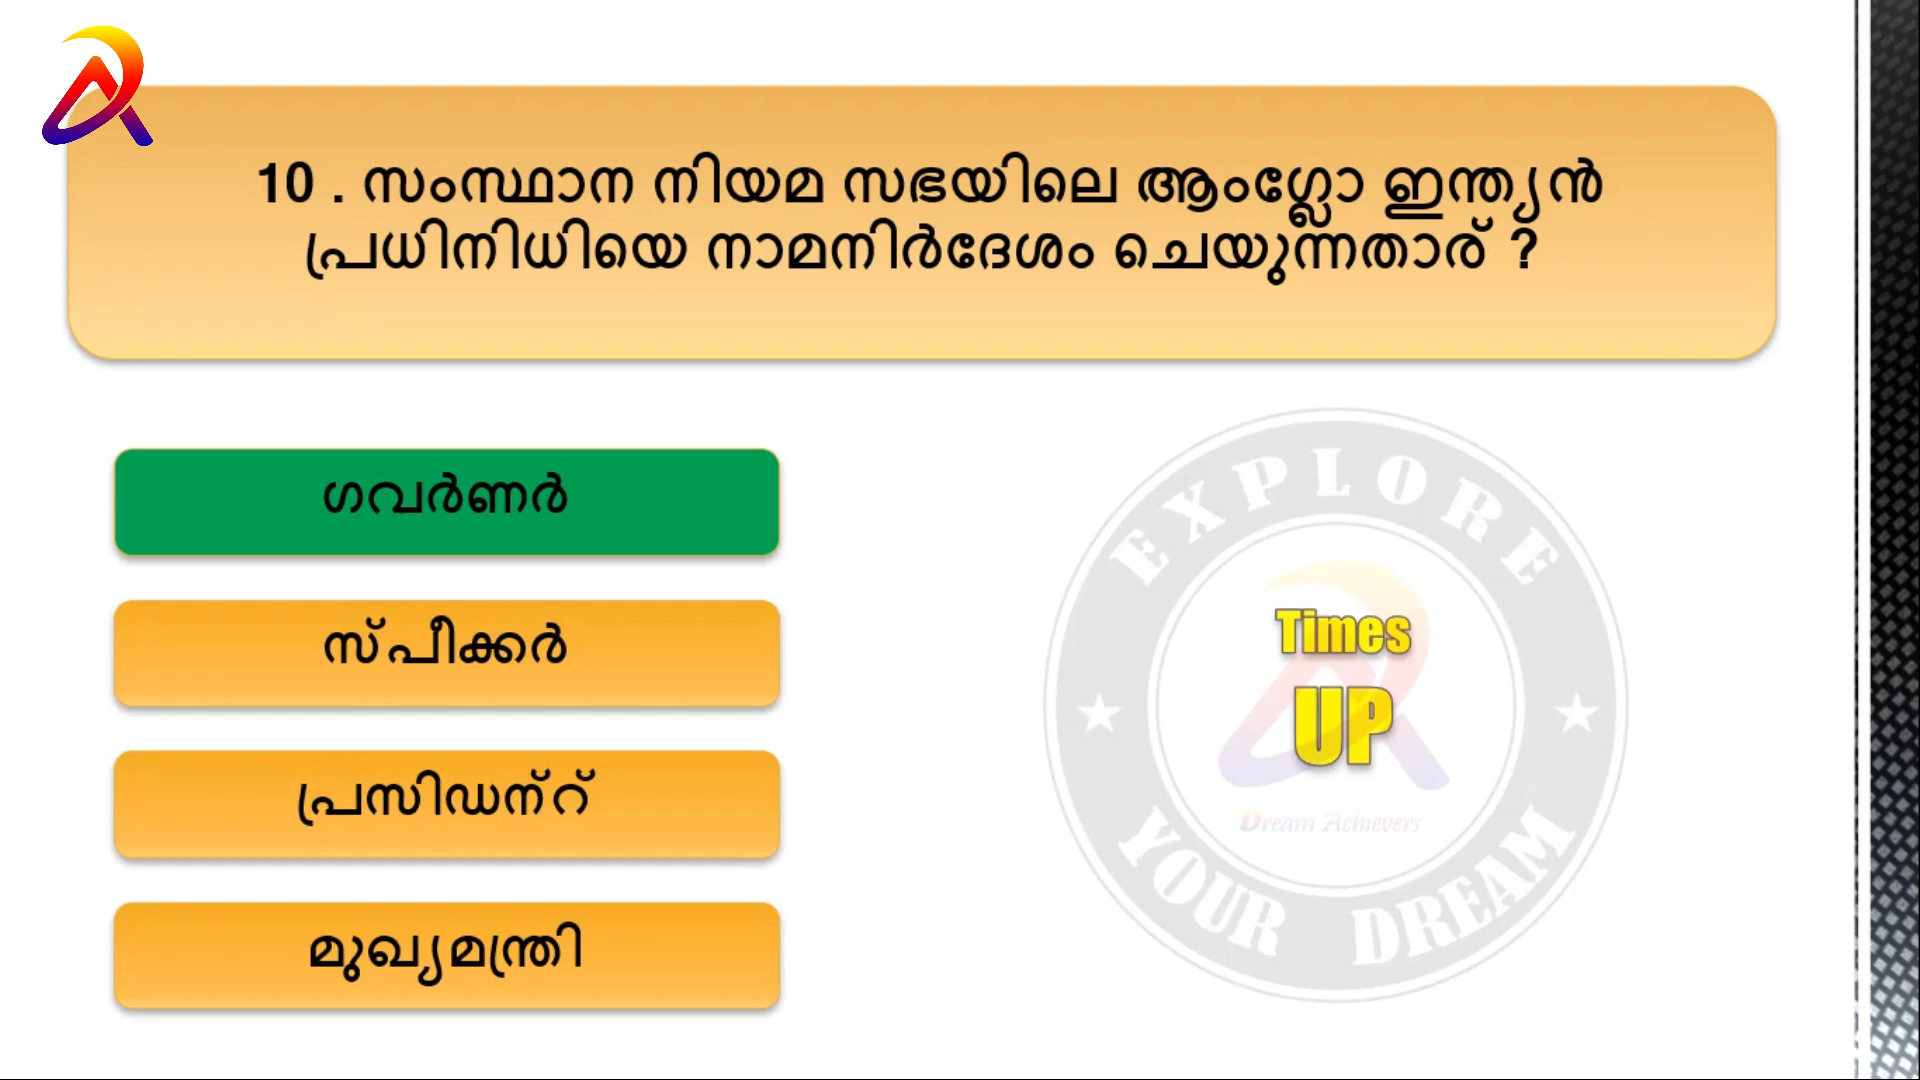 10 . സംസ്ഥാന നിയമ സഭയിലെ ആംഗ്ലോ ഇന്ത്യൻ
പ്രധിനിധിയെ നാമനിർദേശം ചെയുന്നതാര് ?
ഗവർണർ
സ്പീക്കർ
പ്രസിഡന്റ്
മുഖ്യമന്ത്രി
EXPLORE
Times
UP
Dream Achievers
YOUR DREAM